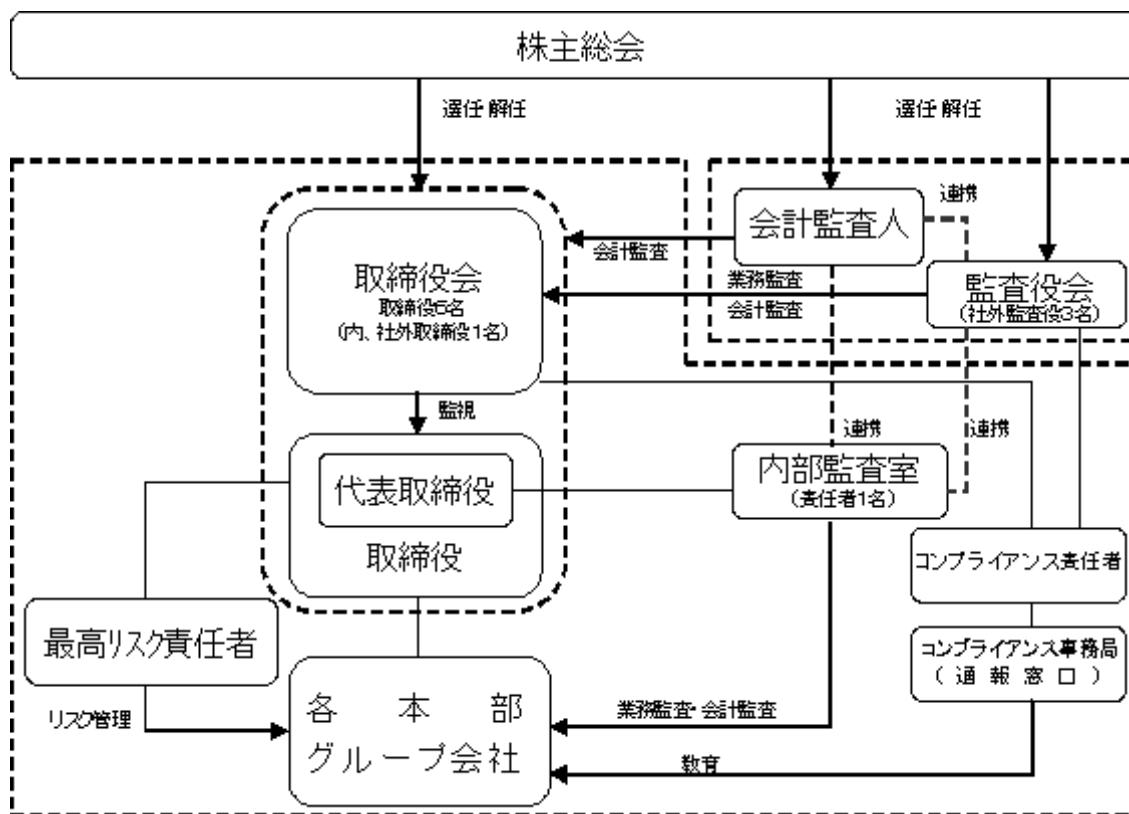 株主総会
選任・解任
選任・解任
会計監査人
連携
会計監査
取締役会
取締役6名
(内、社外取締役1名)
業務監査
会計監査
監査役会
(社外監査役3名)
監視
連携
連携
代表取締役
取締役
内部監査室
(責任者1名)
コンプライアンス責任者
最高リスク責任者
コンプライアンス事務局
(通報窓口)
リスク管理
各本部
グループ会社
業務監査・会計監査
教育